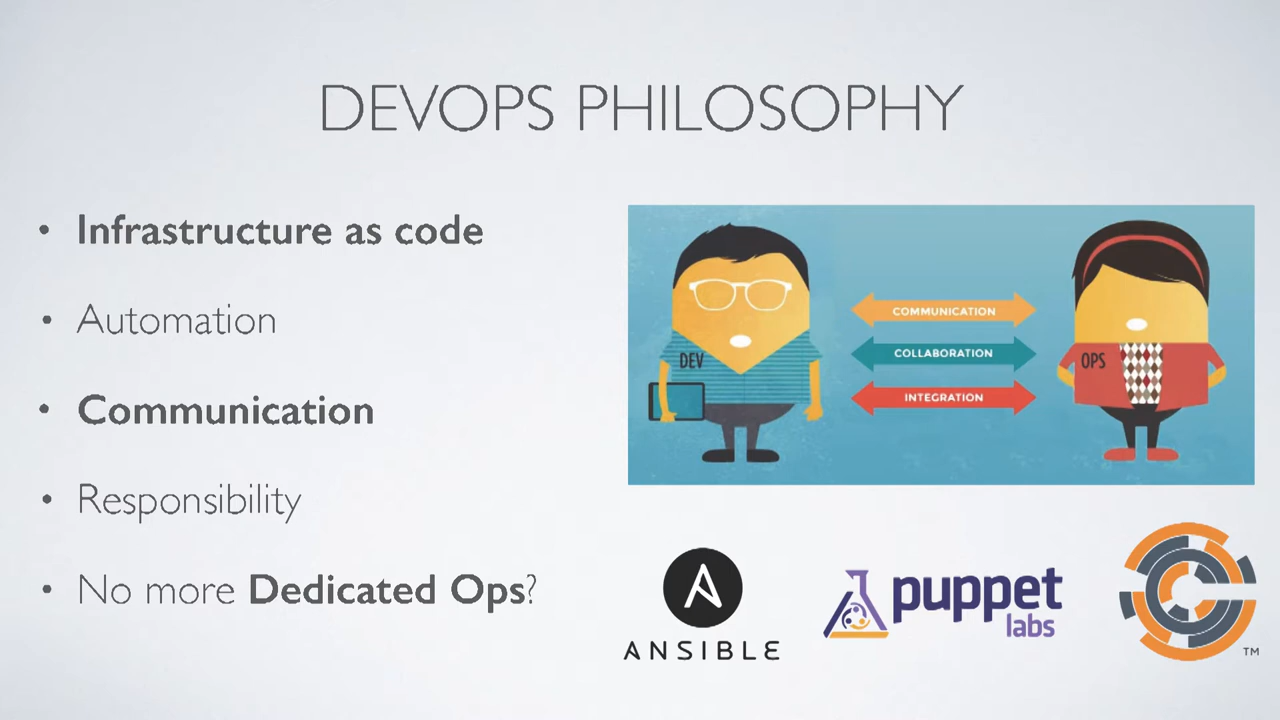 DEVOPS PHILOSOPHY
• Infrastructure as code
• Automation
• Communication
• Responsibility
• No more Dedicated Ops?
DEV
COMMUNICATION
COLLABORATION
INTEGRATION
OPS
ANSIBLE
puppet
labs
TM